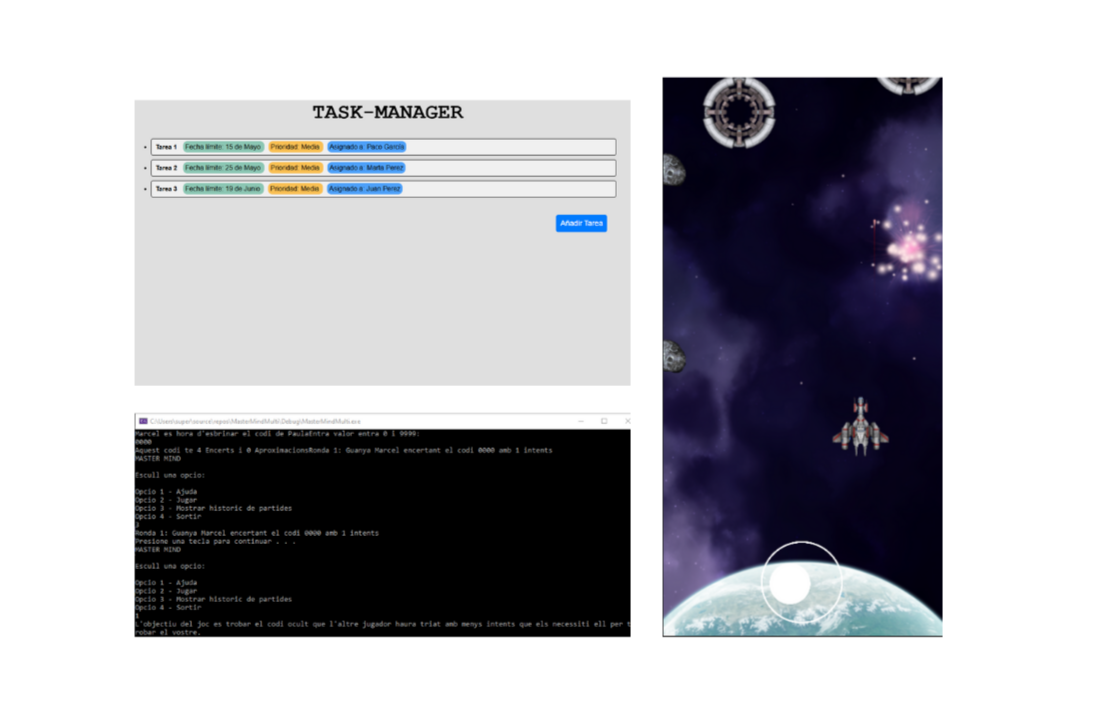 TASK-MANAGER
Tarea 1 Fecha límite: 15 de Mayo Prioridad: Media Asignado a: Paco García
Tarea 2 Fecha límite: 25 de Mayo Prioridad: Media Asignado a: Marta Perez
Tarea 3 Fecha límite: 19 de Junio Prioridad: Media Asignado a: Juan Perez
Añadir Tarea
C:\Users\super\source\repos\MasterMindMulti\Debug\MasterMindMulti.exe
Marcel es hora d'esbrinar el codi de PaulaEntra valor entre 0 i 9999:
0000
Aquest codi te 4 Encerts i 0 AproximacionsRonda 1: Guanya Marcel encertant el codi 0000 amb 1 intents
MASTER MIND
Escull una opcio:
Opcio 1 - Ajuda
Opcio 2 - Jugar
Opcio 3 - Mostrar historic de partides
Opcio 4 - Sortir
3
Ronda 1: Guanya Marcel encertant el codi 0000 amb 1 intents
Presione una tecla para continuar . . .
MASTER MIND
Escull una opcio:
Opcio 1 - Ajuda
Opcio 2 - Jugar
Opcio 3 - Mostrar historic de partides
Opcio 4 - Sortir
1
L'objectiu del joc es trobar el codi ocult que l'altre jugador haura triat amb menys intents que els necessiti ell per t
robar el vostre.